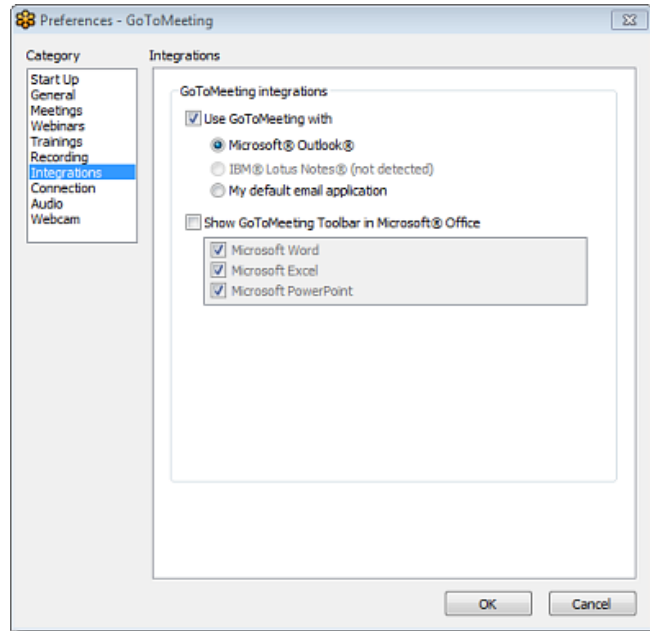 Preferences - GoToMeeting
Category
Integrations
Start Up
General
Meetings
Webinars
Trainings
Recording
Integrations
Connection
Audio
Webcam
GoToMeeting integrations
Use GoToMeeting with
Microsoft® Outlook®
IBM® Lotus Notes® (not detected)
My default email application
Show GoToMeeting Toolbar in Microsoft® Office
Microsoft Word
Microsoft Excel
Microsoft PowerPoint
OK
Cancel